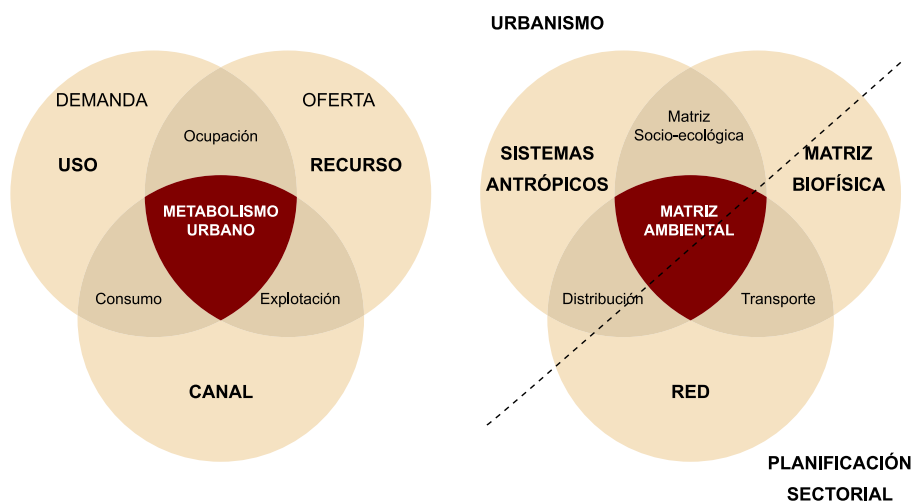 DEMANDA
OFERTA
Ocupación
USO
RECURSO
METABOLISMO
URBANO
Consumo
Explotación
CANAL
URBANISMO
Matriz
Socio-ecológica
SISTEMAS
ANTRÓPICOS
MATRIZ
BIOFÍSICA
MATRIZ
AMBIENTAL
Distribución
Transporte
RED
PLANIFICACIÓN
SECTORIAL